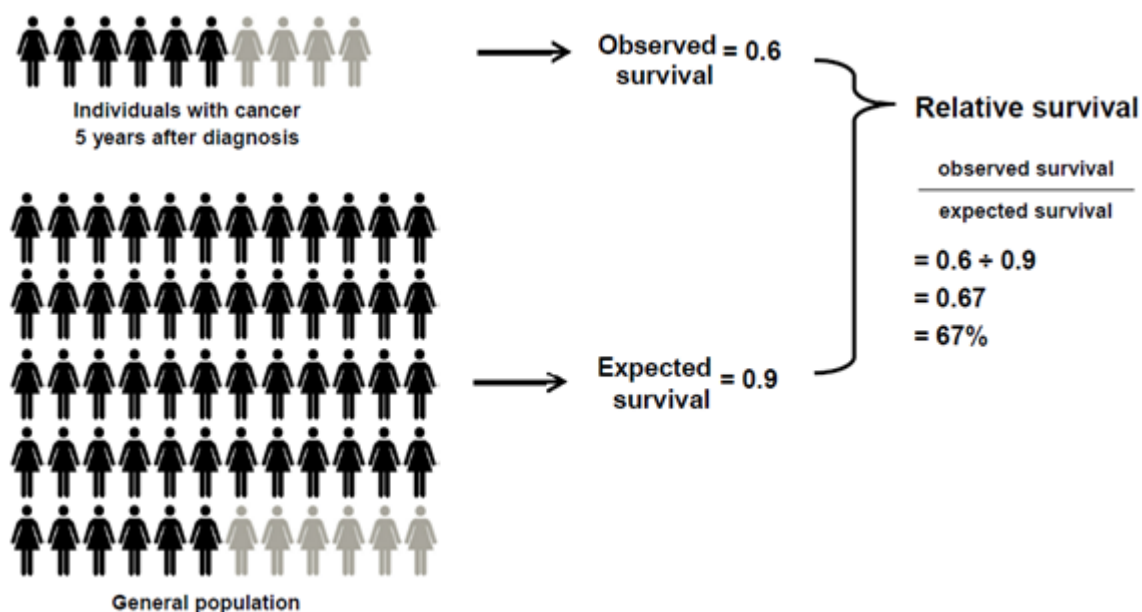 Observed survival = 0.6
Individuals with cancer
5 years after diagnosis
Relative survival
observed survival
expected survival
= 0.6 ÷ 0.9
= 0.67
= 67%
Expected survival = 0.9
General population